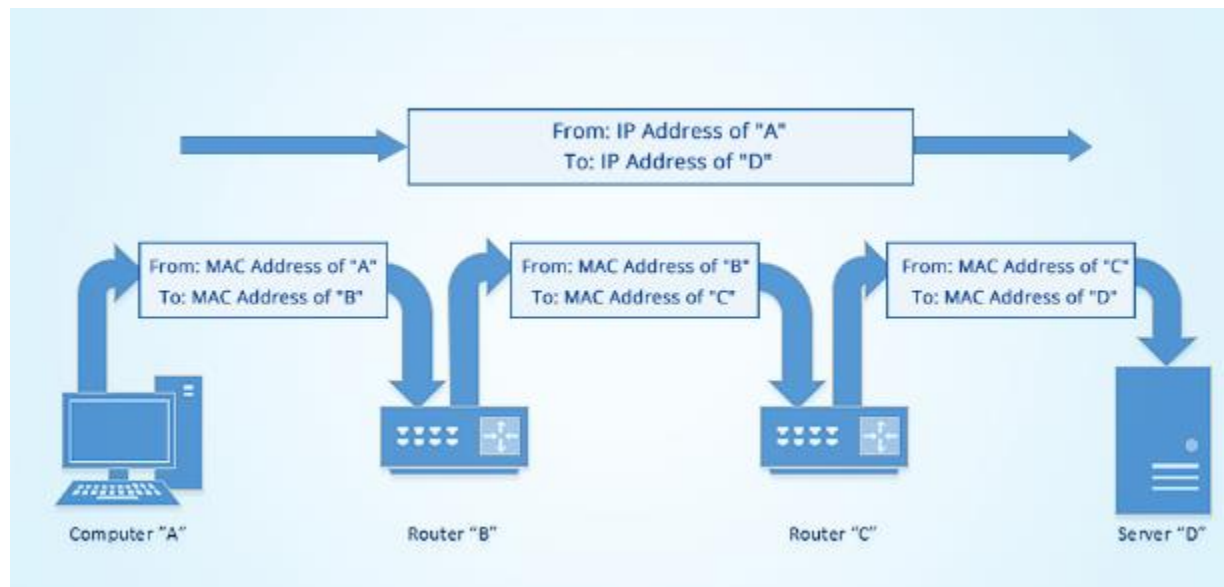 From: IP Address of "A"
To: IP Address of "D"
From: MAC Address of "A"
To: MAC Address of "B"
From: MAC Address of "B"
To: MAC Address of "C"
From: MAC Address of "C"
To: MAC Address of "D"
Computer “A”
Router “B”
Router “C”
Server “D”